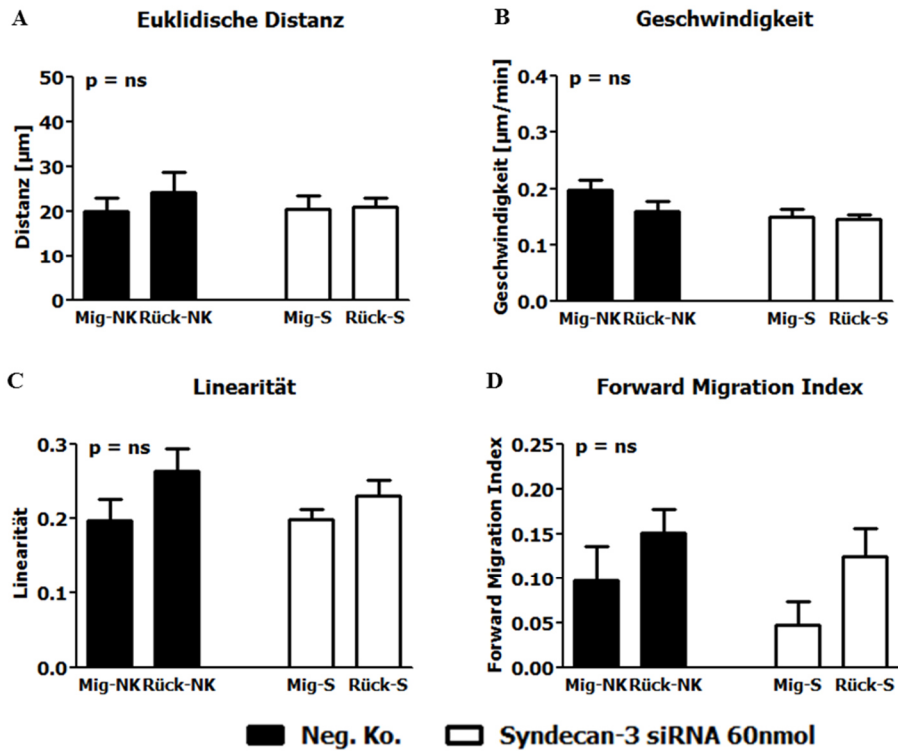 A
Euklidische Distanz
p = ns
Distanz [µm]
50
40
30
20
10
0
Mig-NK Rück-NK Mig-S Rück-S
B
Geschwindigkeit
p = ns
Geschwindigkeit [µm/min]
0.4
0.3
0.2
0.1
0.0
Mig-NK Rück-NK Mig-S Rück-S
C
Linearität
p = ns
Linearität
0.3
0.2
0.1
0.0
Mig-NK Rück-NK Mig-S Rück-S
D
Forward Migration Index
p = ns
Forward Migration Index
0.25
0.20
0.15
0.10
0.05
0.00
Mig-NK Rück-NK Mig-S Rück-S
Neg. Ko. Syndecan-3 siRNA 60nmol